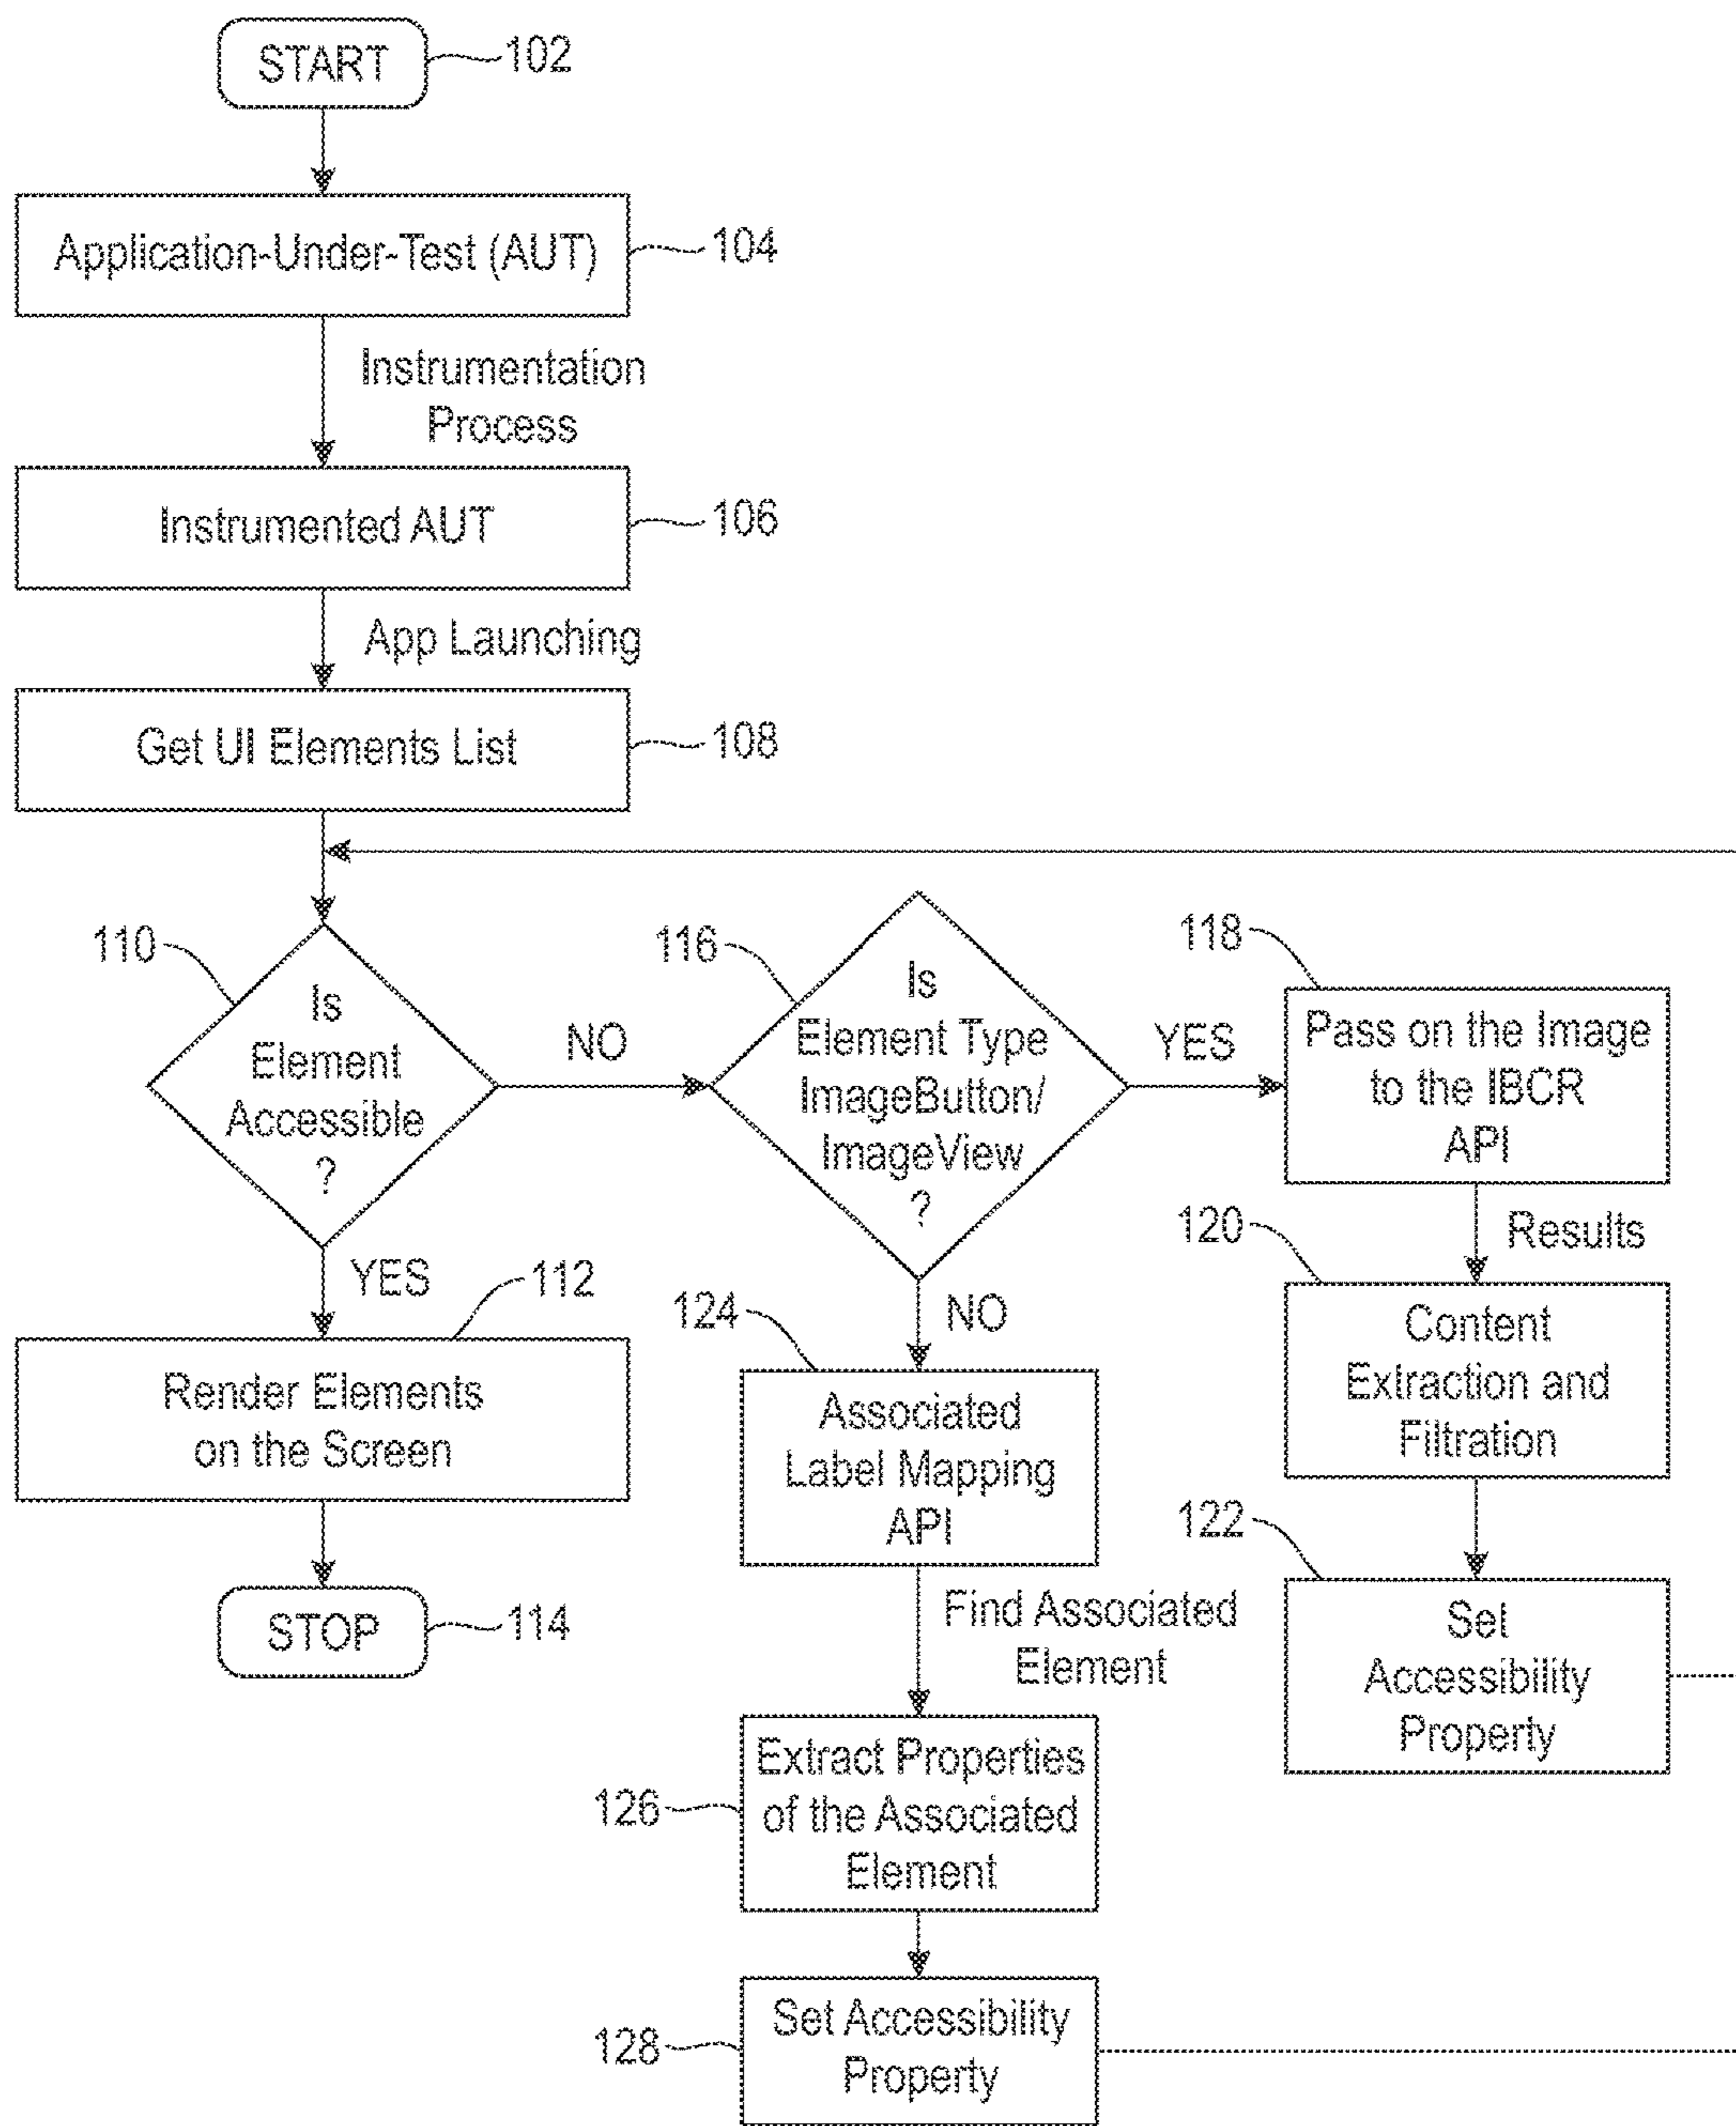 START
102
Application-Under-Test (AUT)
104
Instrumentation
Process
Instrumented AUT
106
App Launching
Get UI Elements List
108
110
Is
Element
Accessible
?
NO
YES
112
Render Elements
on the Screen
STOP
114
116
Is
Element Type
ImageButton/
ImageView
?
YES
NO
118
Pass on the Image
to the IBCR
API
Results
120
Content
Extraction and
Filtration
122
Set
Accessibility
Property
124
Associated
Label Mapping
API
Find Associated
Element
126
Extract Properties
of the Associated
Element
128
Set Accessibility
Property